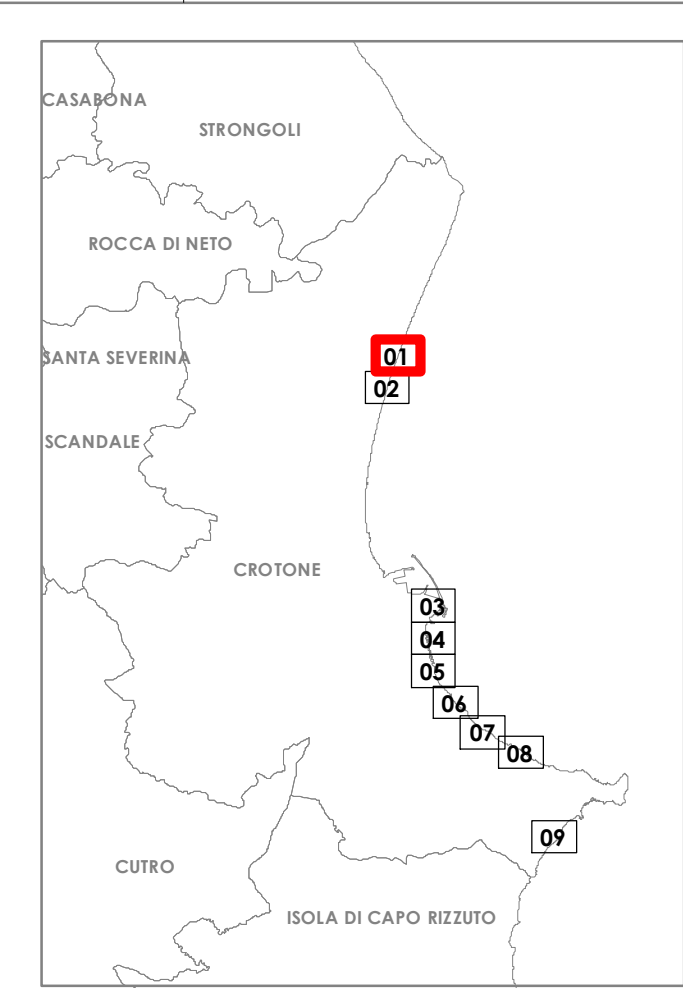 CASABONA
STRONGOLI
ROCCA DI NETO
SANTA SEVERINA
01
02
SCANDALE
CROTONE
03
04
05
06
07
08
09
CUTRO
ISOLA DI CAPO RIZZUTO